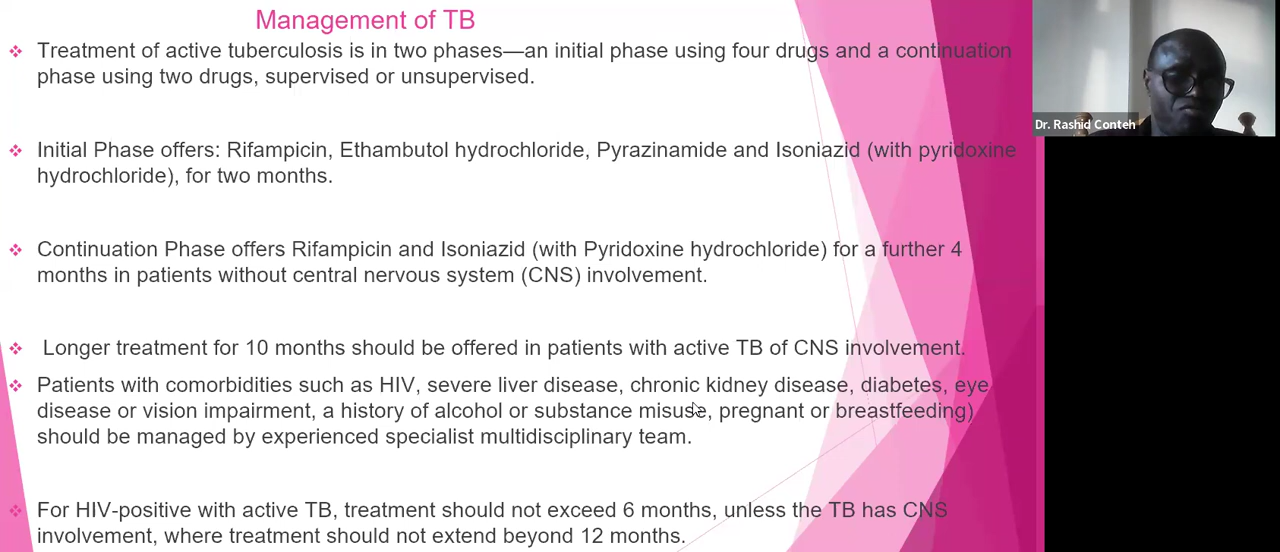 Management of TB
❖ Treatment of active tuberculosis is in two phases—an initial phase using four drugs and a continuation
phase using two drugs, supervised or unsupervised.
❖ Initial Phase offers: Rifampicin, Ethambutol hydrochloride, Pyrazinamide and Isoniazid (with pyridoxine
hydrochloride), for two months.
❖ Continuation Phase offers Rifampicin and Isoniazid (with Pyridoxine hydrochloride) for a further 4
months in patients without central nervous system (CNS) involvement.
❖ Longer treatment for 10 months should be offered in patients with active TB of CNS involvement.
❖ Patients with comorbidities such as HIV, severe liver disease, chronic kidney disease, diabetes, eye
disease or vision impairment, a history of alcohol or substance misuse, pregnant or breastfeeding)
should be managed by experienced specialist multidisciplinary team.
❖ For HIV-positive with active TB, treatment should not exceed 6 months, unless the TB has CNS
involvement, where treatment should not extend beyond 12 months.
Dr. Rashid Conteh